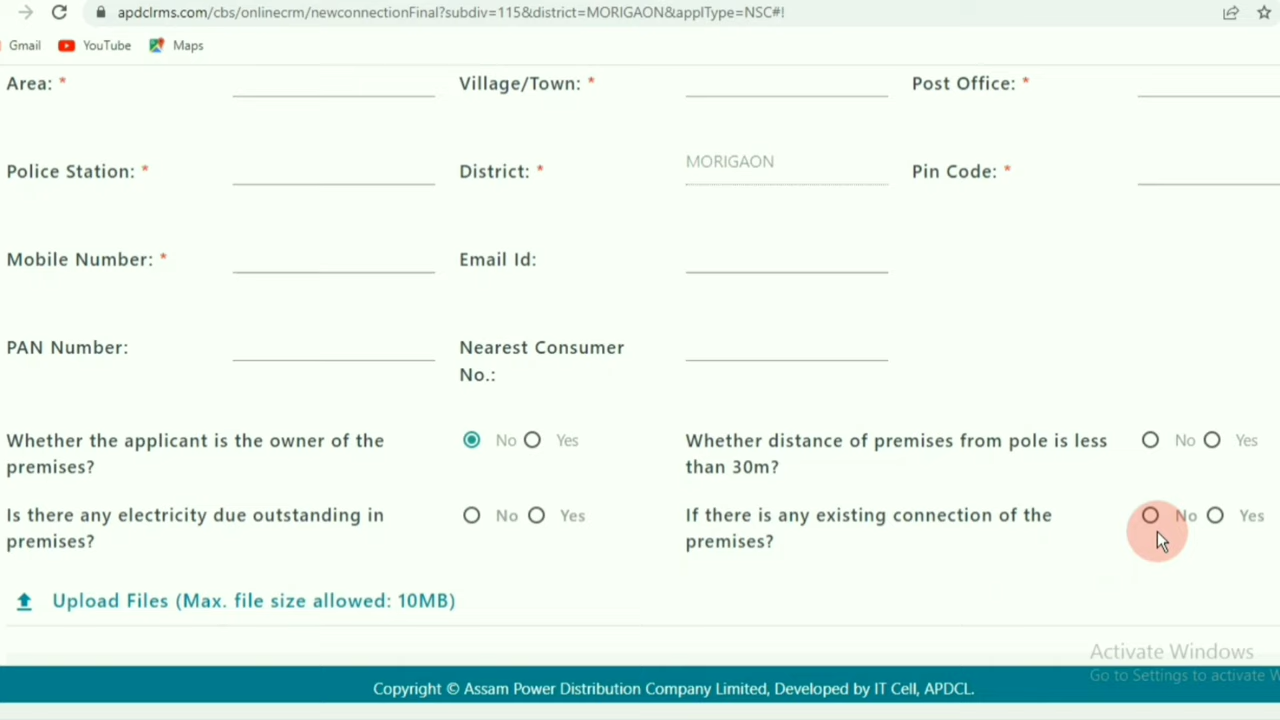 apdclrms.com/cbs/onlinecrm/newconnectionFinal?subdiv=115&district=MORIGAON&applType=NSC#!
Gmail YouTube Maps
Area: * Village/Town: * Post Office: *
Police Station: * District: * MORIGAON Pin Code: *
Mobile Number: * Email Id:
PAN Number: Nearest Consumer
No.:
Whether the applicant is the owner of the No Yes Whether distance of premises from pole is less No Yes
premises? than 30m?
Is there any electricity due outstanding in No Yes If there is any existing connection of the No Yes
premises? premises?
Upload Files (Max. file size allowed: 10MB)
Activate Windows
Go to Settings to activate W
Copyright © Assam Power Distribution Company Limited, Developed by IT Cell, APDCL.